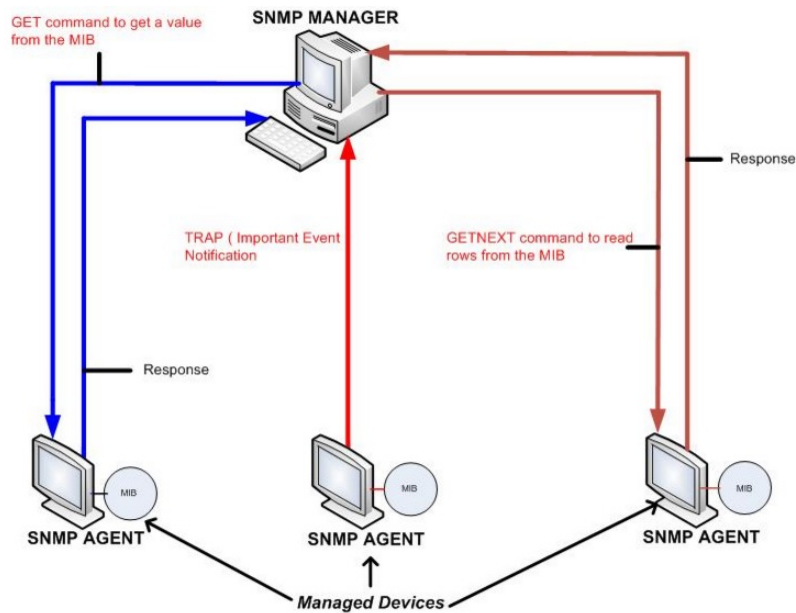 SNMP MANAGER
GET command to get a value
from the MIB
Response
TRAP ( Important Event
Notification
GETNEXT command to read
rows from the MIB
Response
MIB
MIB
MIB
SNMP AGENT
SNMP AGENT
SNMP AGENT
Managed Devices